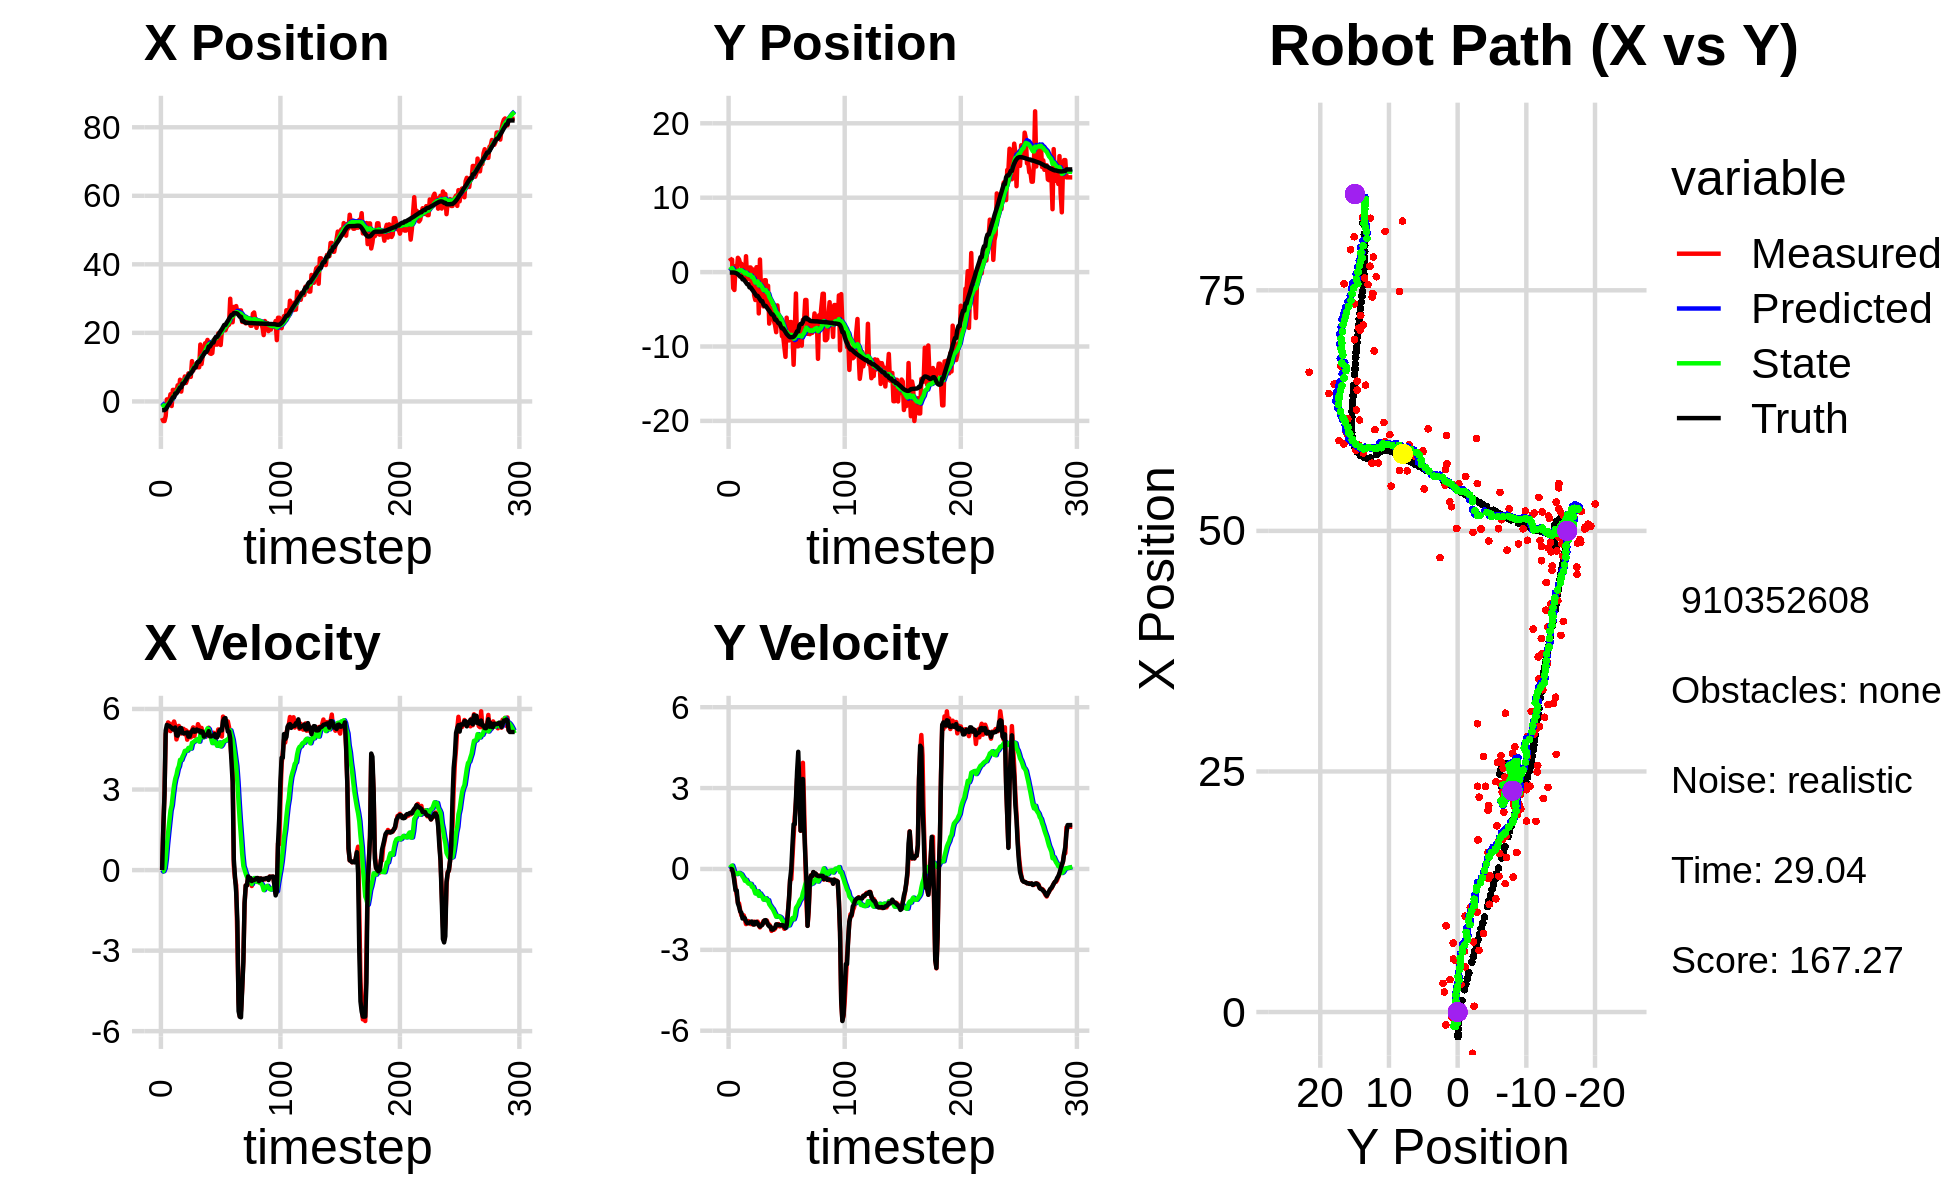 X Position
80
60
40
20
0
0
100
200
300
timestep
Y Position
20
10
0
-10
-20
0
100
200
300
timestep
X Velocity
6
3
0
-3
-6
0
100
200
300
timestep
Y Velocity
6
3
0
-3
-6
0
100
200
300
timestep
Robot Path (X vs Y)
X Position
75
50
25
0
20 10 0 -10 -20
Y Position
variable
Measured
Predicted
State
Truth
910352608
Obstacles: none
Noise: realistic
Time: 29.04
Score: 167.27